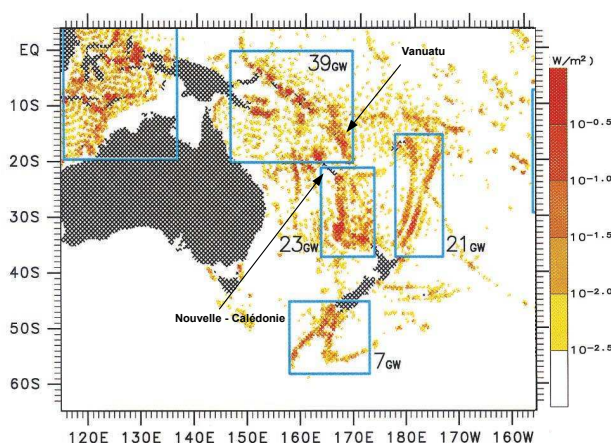 W/m²)
EQ
10S
20S
30S
40S
50S
60S
39GW
Vanuatu
23GW
21GW
Nouvelle - Calédonie
7GW
10-0.5
10-1.0
10-1.5
10-2.0
10-2.5
120E 130E 140E 150E 160E 170E 180E 170W 160W